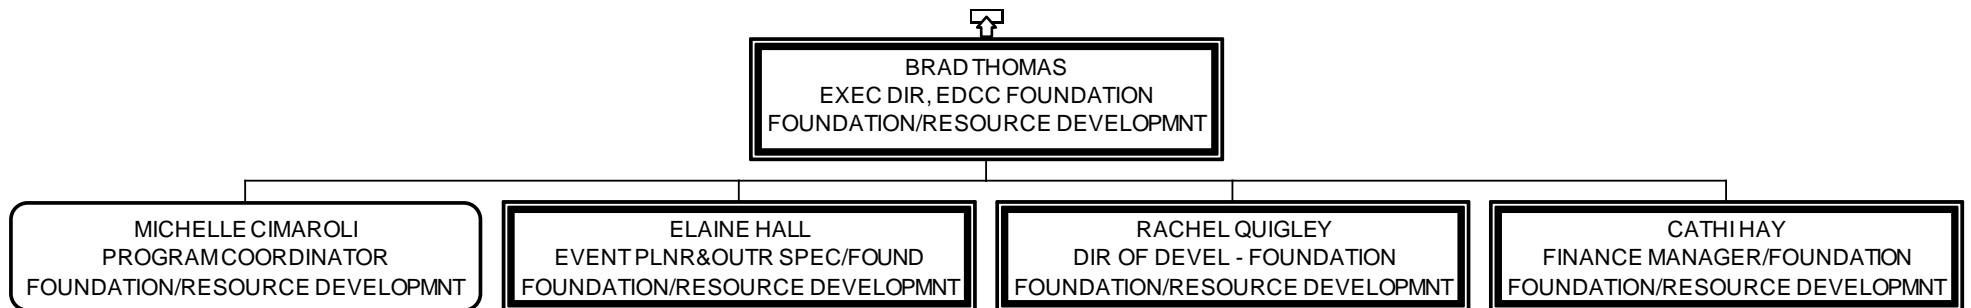 BRAD THOMAS
EXEC DIR, EDCC FOUNDATION
FOUNDATION/RESOURCE DEVELOPMNT
MICHELLE CIMAROLI
PROGRAM COORDINATOR
FOUNDATION/RESOURCE DEVELOPMNT
ELAINE HALL
EVENT PLNR&OUTR SPEC/FOUND
FOUNDATION/RESOURCE DEVELOPMNT
RACHEL QUIGLEY
DIR OF DEVEL - FOUNDATION
FOUNDATION/RESOURCE DEVELOPMNT
CATHI HAY
FINANCE MANAGER/FOUNDATION
FOUNDATION/RESOURCE DEVELOPMNT